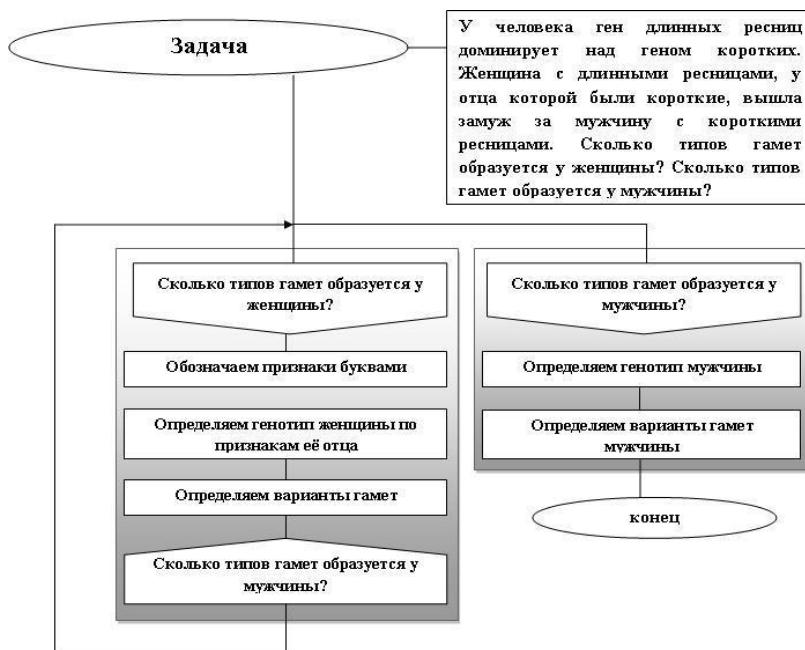 Задача
У человека ген длинных ресниц
доминирует над геном коротких.
Женщина с длинными ресницами, у
отца которой были короткие, вышла
замуж за мужчину с короткими
ресницами. Сколько типов гамет
образуется у женщины? Сколько типов
гамет образуется у мужчины?
Сколько типов гамет образуется у
женщины?
Обозначаем признаки буквами
Определяем генотип женщины по
признакам её отца
Определяем варианты гамет
Сколько типов гамет образуется у
мужчины?
Сколько типов гамет образуется у
мужчины?
Определяем генотип мужчины
Определяем варианты гамет
мужчины
конец